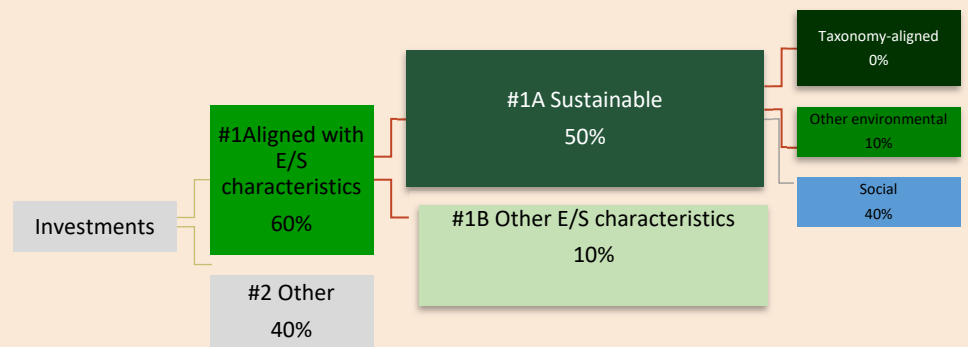 Investments
#1Aligned with
E/S
characteristics
60%
#2 Other
40%
#1A Sustainable
50%
#1B Other E/S characteristics
10%
Taxonomy-aligned
0%
Other environmental
10%
Social
40%